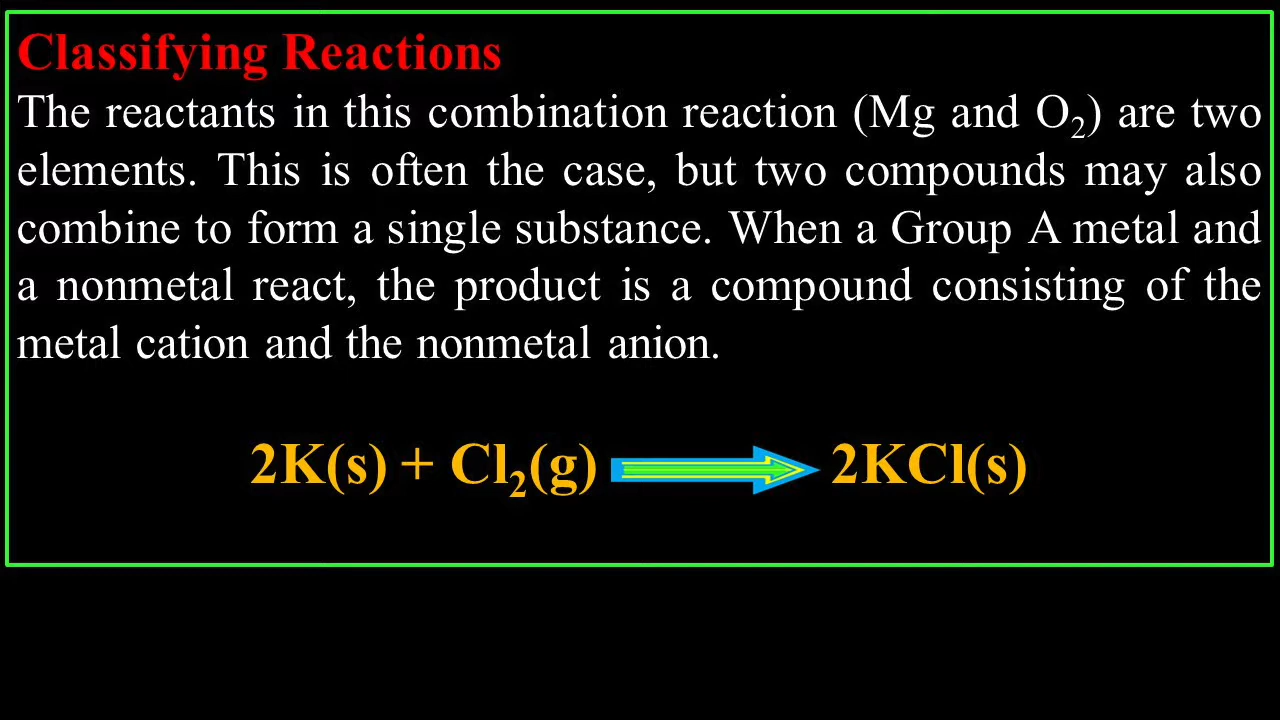 Classifying Reactions
The reactants in this combination reaction (Mg and O₂) are two
elements. This is often the case, but two compounds may also
combine to form a single substance. When a Group A metal and
a nonmetal react, the product is a compound consisting of the
metal cation and the nonmetal anion.
2K(s) + Cl₂(g) 2KCl(s)